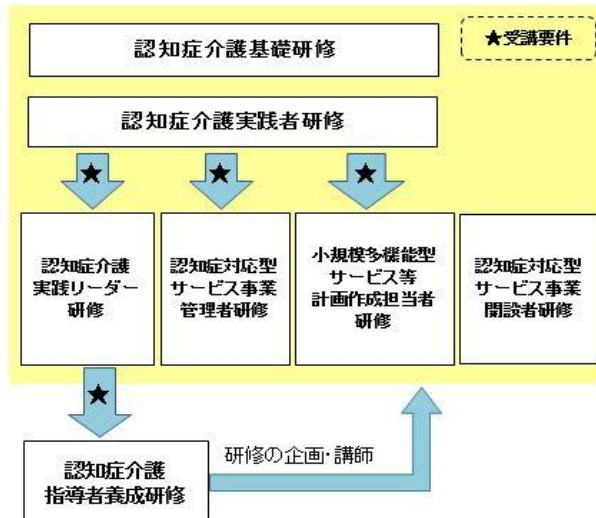 認知症介護基礎研修
★受講要件
認知症介護実践者研修
★
★
★
認知症介護
実践リーダー
研修
認知症対応型
サービス事業
管理者研修
小規模多機能型
サービス等
計画作成担当者
研修
認知症対応型
サービス事業
開設者研修
★
認知症介護
指導者養成研修
研修の企画・講師